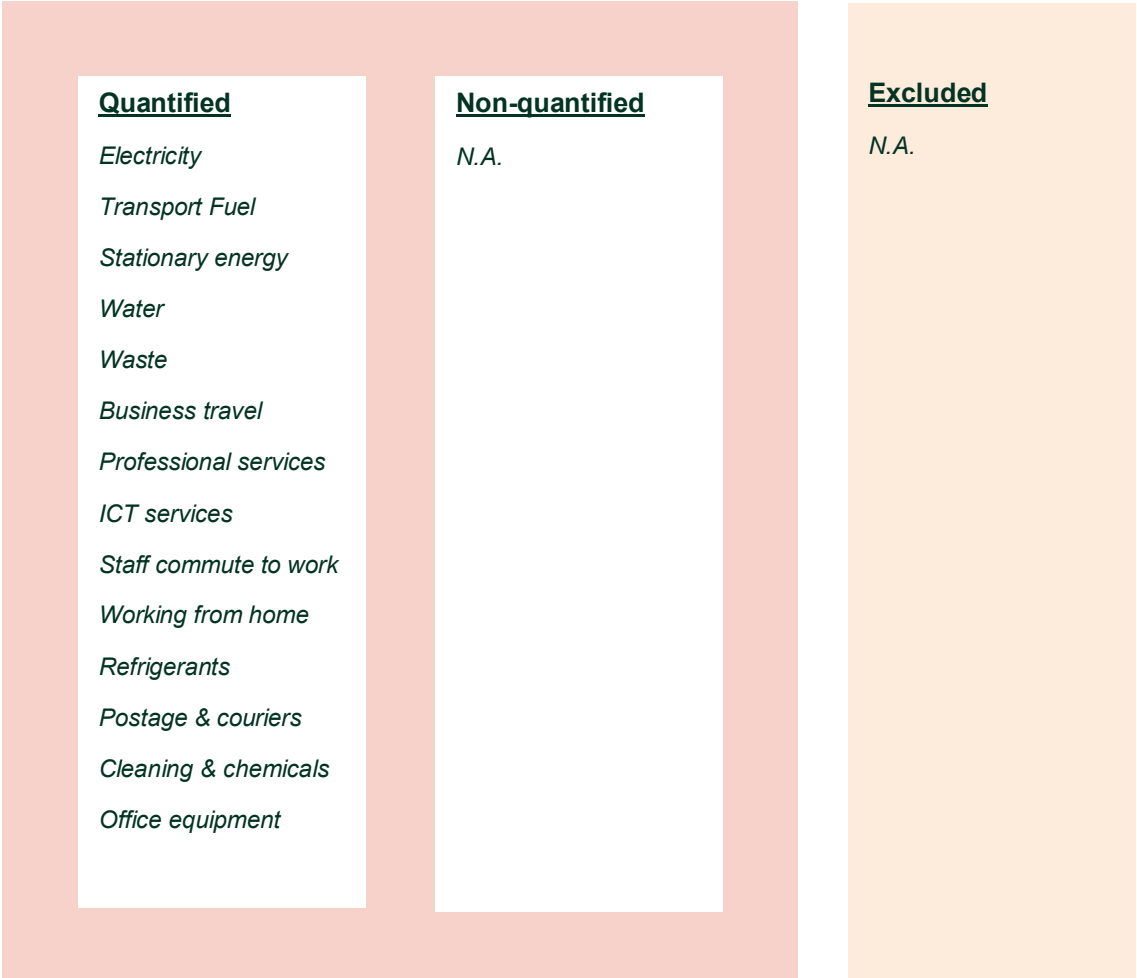 Quantified
Electricity
Transport Fuel
Stationary energy
Water
Waste
Business travel
Professional services
ICT services
Staff commute to work
Working from home
Refrigerants
Postage & couriers
Cleaning & chemicals
Office equipment
Non-quantified
N.A.
Excluded
N.A.